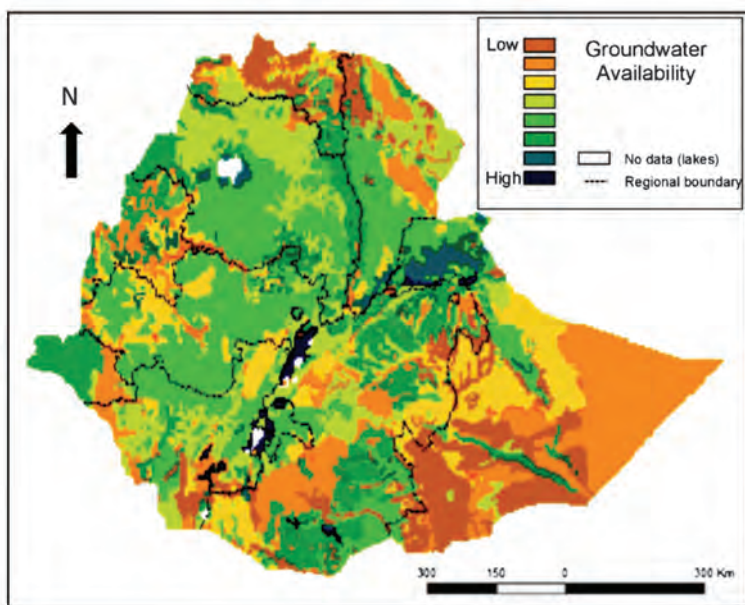 Low
Groundwater
Availability
N
No data (lakes)
High
Regional boundary
300 150 0 300 Km